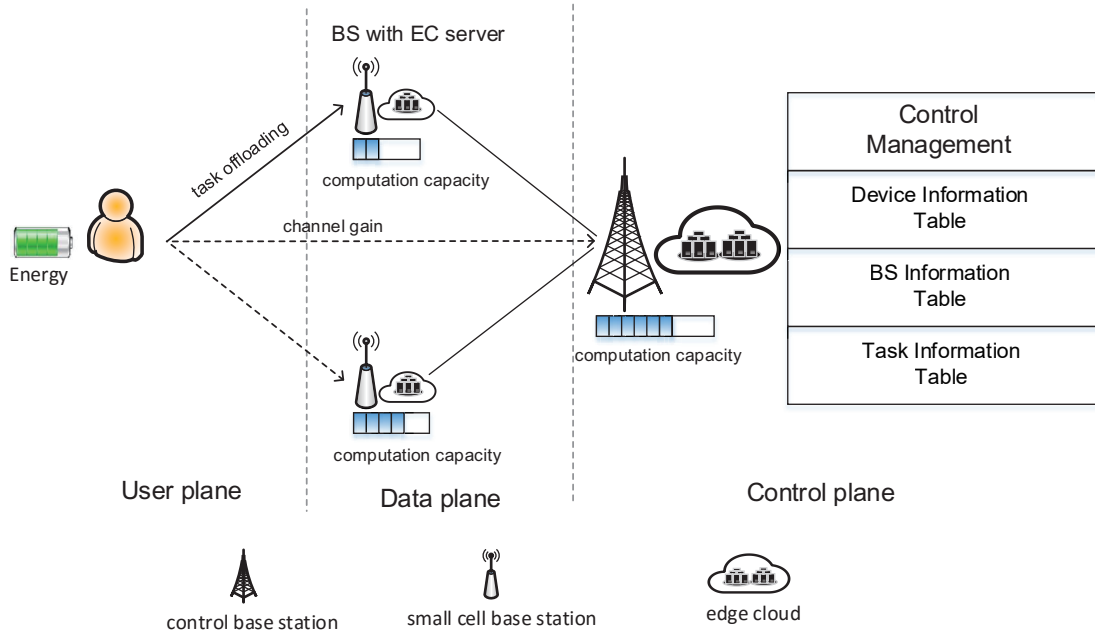 BS with EC server
task offloading
computation capacity
channel gain
Energy
computation capacity
computation capacity
Control
Management
Device Information
Table
BS Information
Table
Task Information
Table
User plane
Data plane
Control plane
control base station
small cell base station
edge cloud